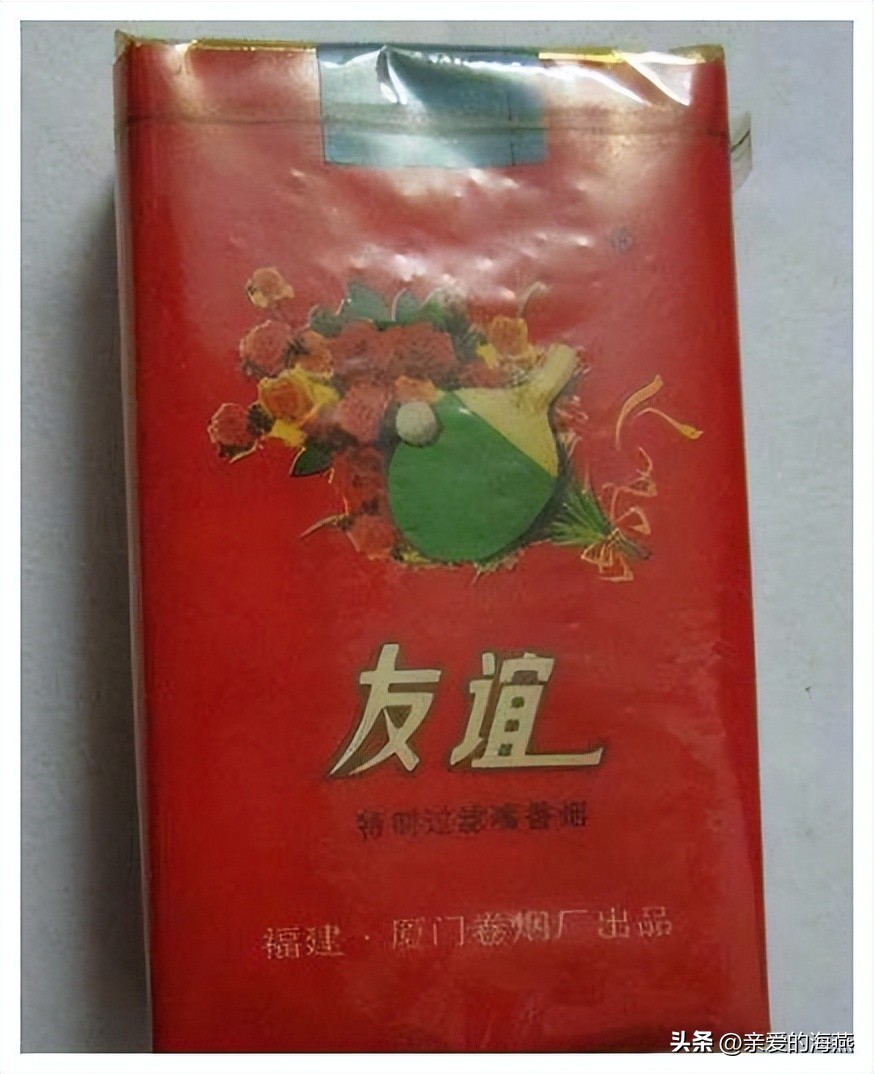 友谊
特制过滤嘴香烟
福建·厦门卷烟厂出品
头条 @亲爱的海燕